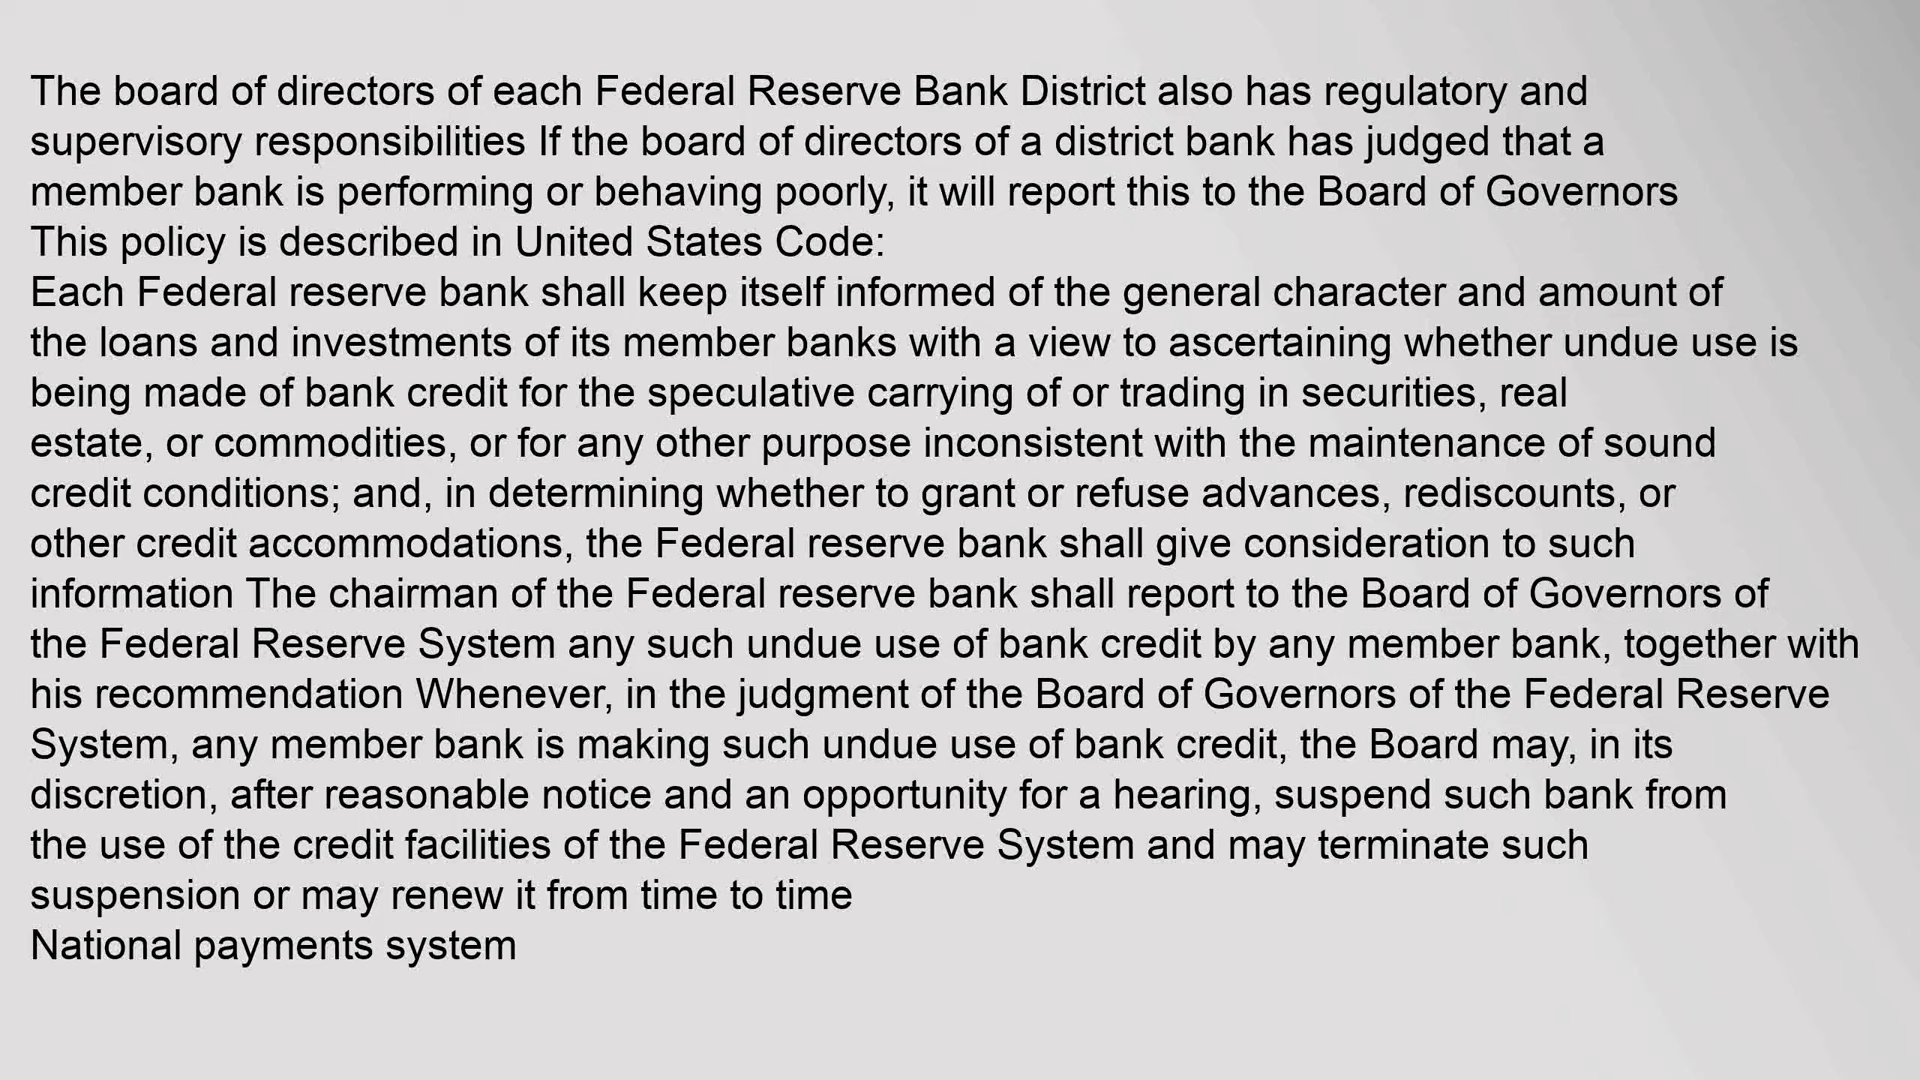 The board of directors of each Federal Reserve Bank District also has regulatory and
supervisory responsibilities If the board of directors of a district bank has judged that a
member bank is performing or behaving poorly, it will report this to the Board of Governors
This policy is described in United States Code:
Each Federal reserve bank shall keep itself informed of the general character and amount of
the loans and investments of its member banks with a view to ascertaining whether undue use is
being made of bank credit for the speculative carrying of or trading in securities, real
estate, or commodities, or for any other purpose inconsistent with the maintenance of sound
credit conditions; and, in determining whether to grant or refuse advances, rediscounts, or
other credit accommodations, the Federal reserve bank shall give consideration to such
information The chairman of the Federal reserve bank shall report to the Board of Governors of
the Federal Reserve System any such undue use of bank credit by any member bank, together with
his recommendation Whenever, in the judgment of the Board of Governors of the Federal Reserve
System, any member bank is making such undue use of bank credit, the Board may, in its
discretion, after reasonable notice and an opportunity for a hearing, suspend such bank from
the use of the credit facilities of the Federal Reserve System and may terminate such
suspension or may renew it from time to time
National payments system